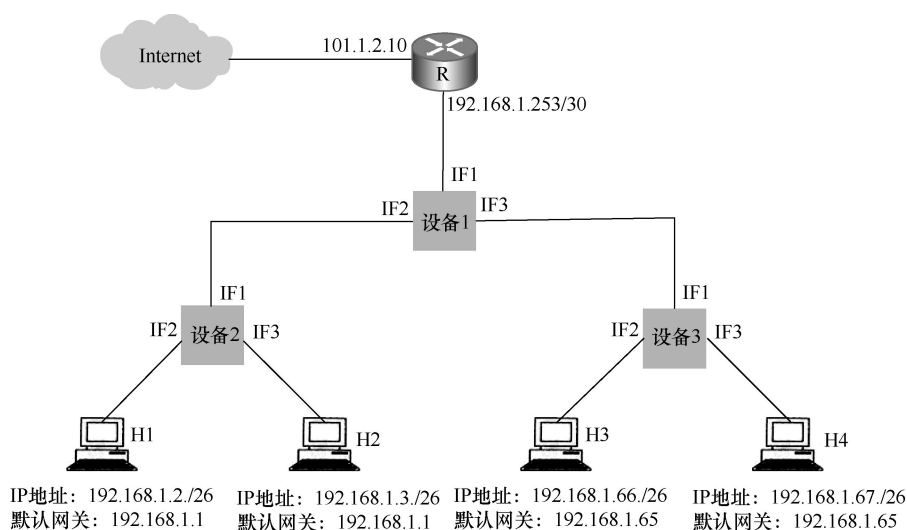 Internet
101.1.2.10
R
192.168.1.253/30
IF1
IF2
IF3
设备1
IF1
IF2
设备2
IF3
IF1
IF2
设备3
IF3
H1
H2
H3
H4
IP地址：192.168.1.2./26
默认网关：192.168.1.1
IP地址：192.168.1.3./26
默认网关：192.168.1.1
IP地址：192.168.1.66./26
默认网关：192.168.1.65
IP地址：192.168.1.67./26
默认网关：192.168.1.65